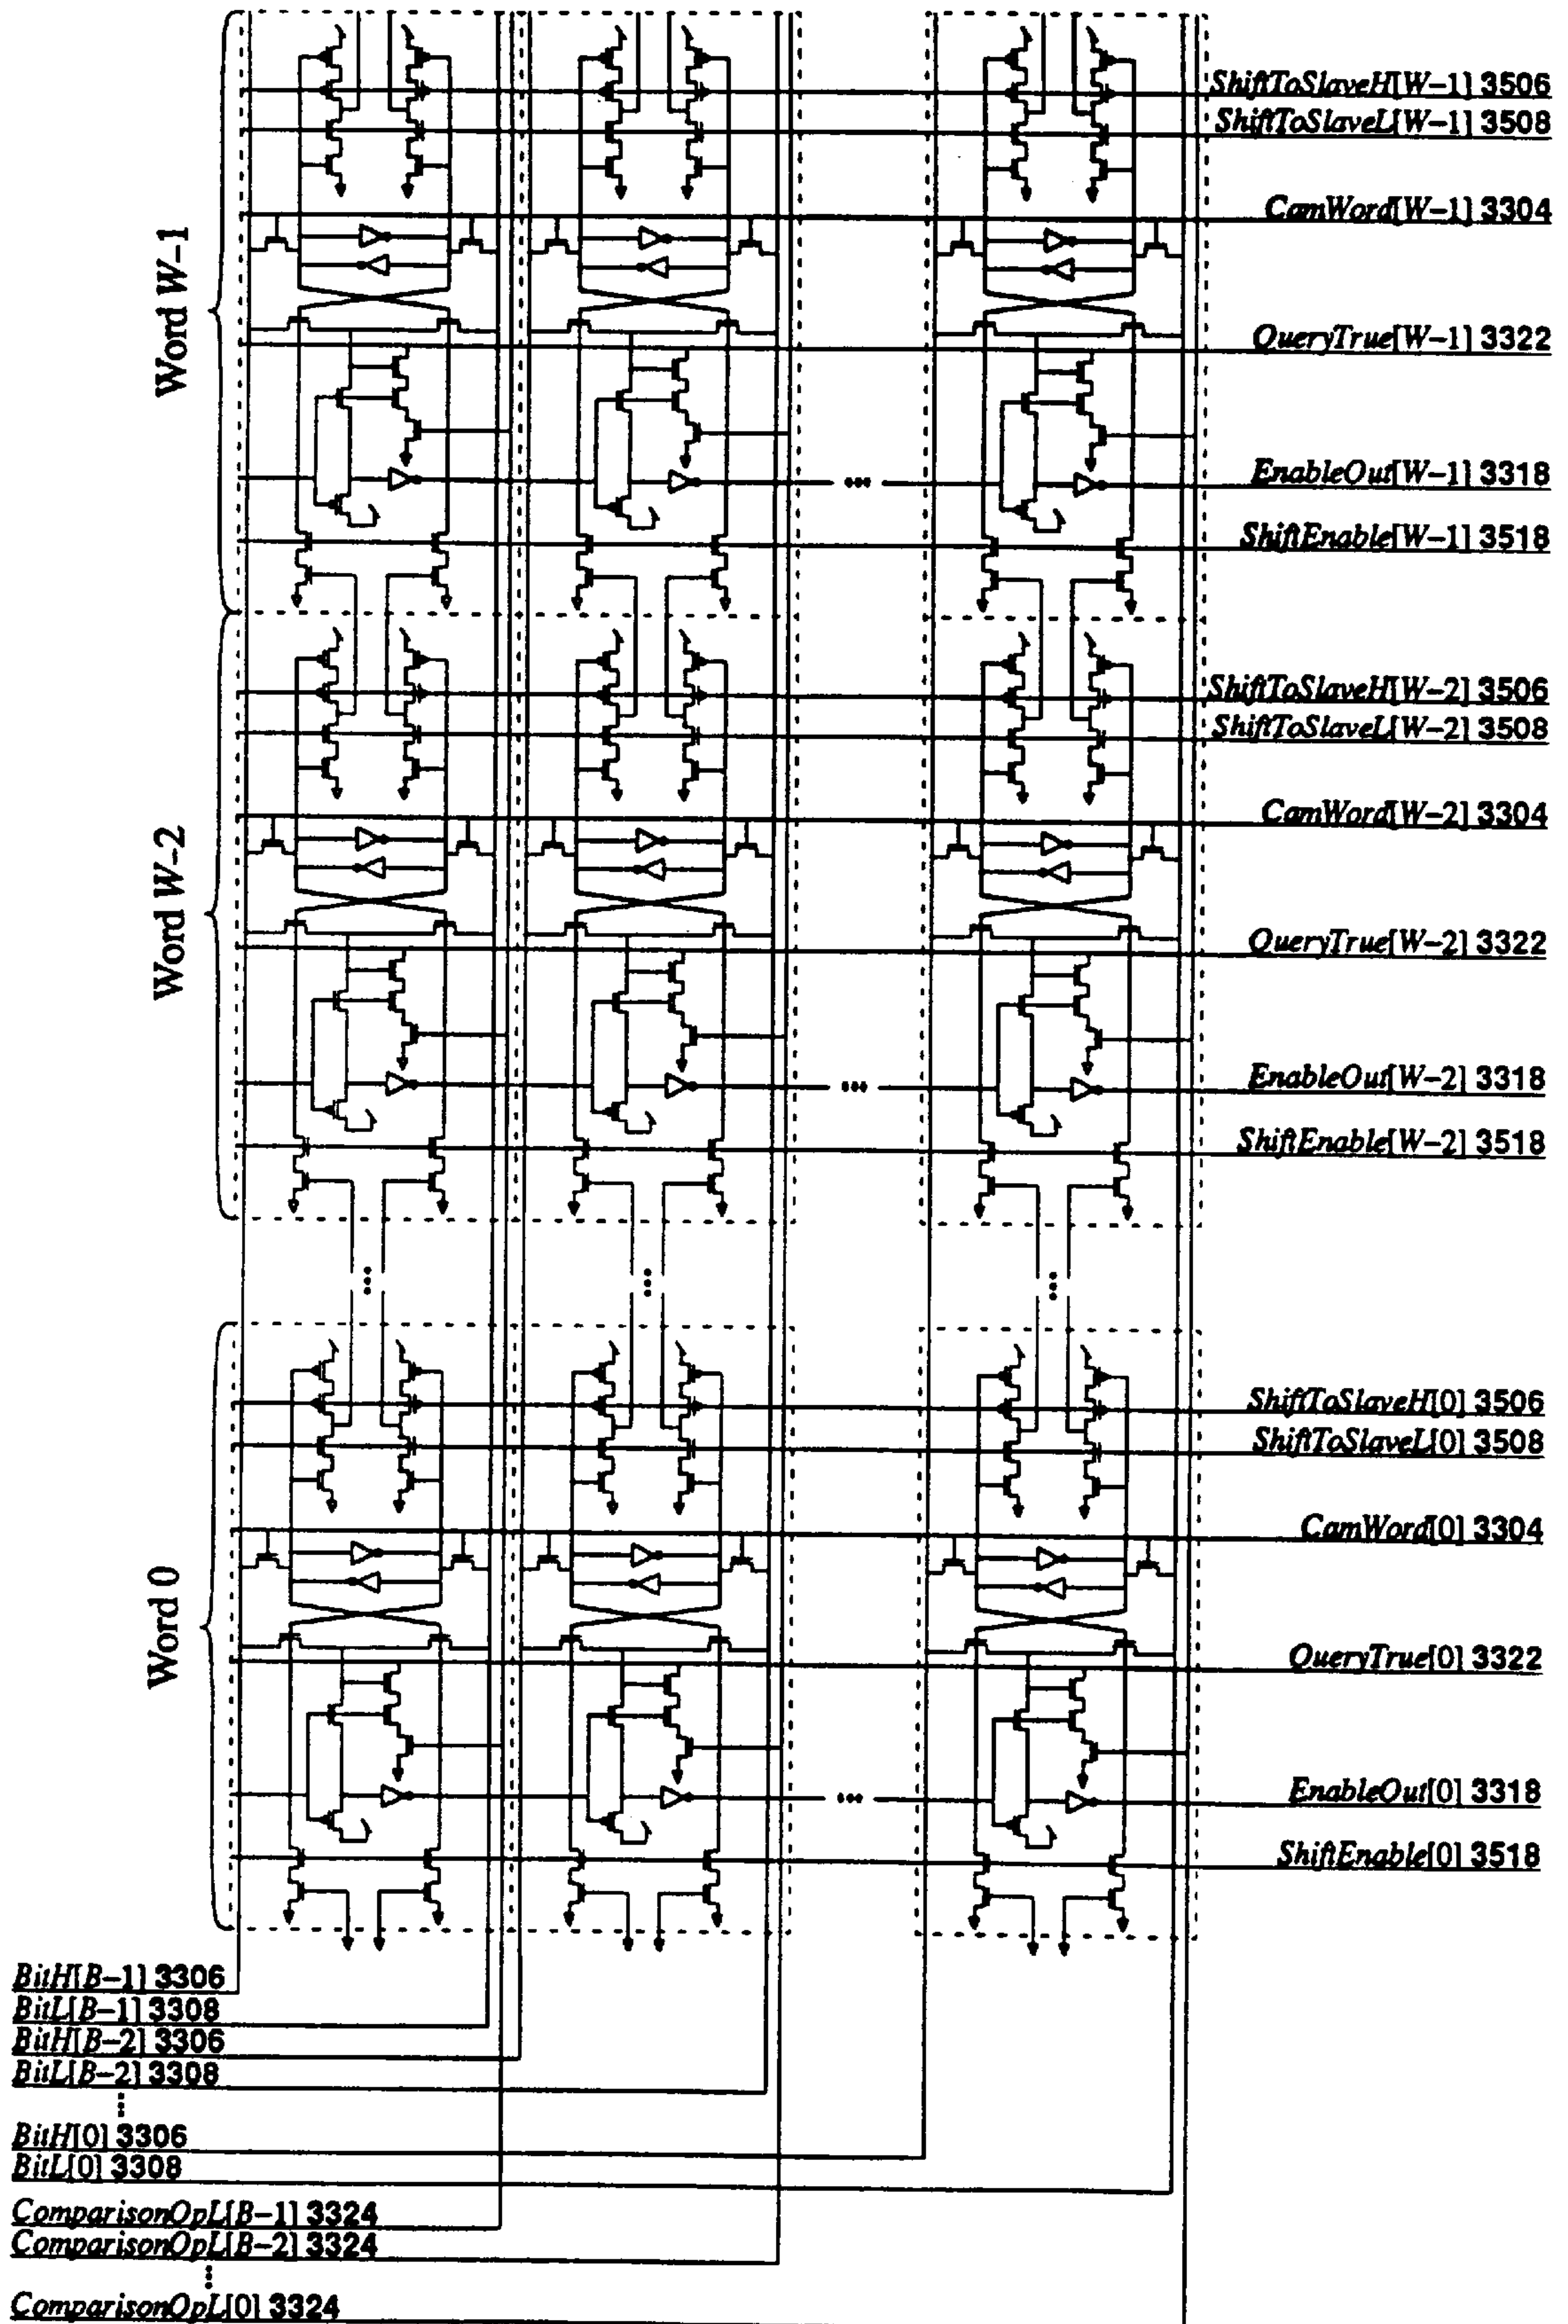 Word W–1
ShiftToSlaveH[W–1] 3506
ShiftToSlaveL[W–1] 3508
CamWord[W–1] 3304
QueryTrue[W–1] 3322
EnableOut[W–1] 3318
ShiftEnable[W–1] 3518
Word W–2
ShiftToSlaveH[W–2] 3506
ShiftToSlaveL[W–2] 3508
CamWord[W–2] 3304
QueryTrue[W–2] 3322
EnableOut[W–2] 3318
ShiftEnable[W–2] 3518
Word 0
ShiftToSlaveH[0] 3506
ShiftToSlaveL[0] 3508
CamWord[0] 3304
QueryTrue[0] 3322
EnableOut[0] 3318
ShiftEnable[0] 3518
BitH[B–1] 3306
BitL[B–1] 3308
BitH[B–2] 3306
BitL[B–2] 3308
BitH[0] 3306
BitL[0] 3308
ComparisonOpL[B–1] 3324
ComparisonOpL[B–2] 3324
ComparisonOpL[0] 3324